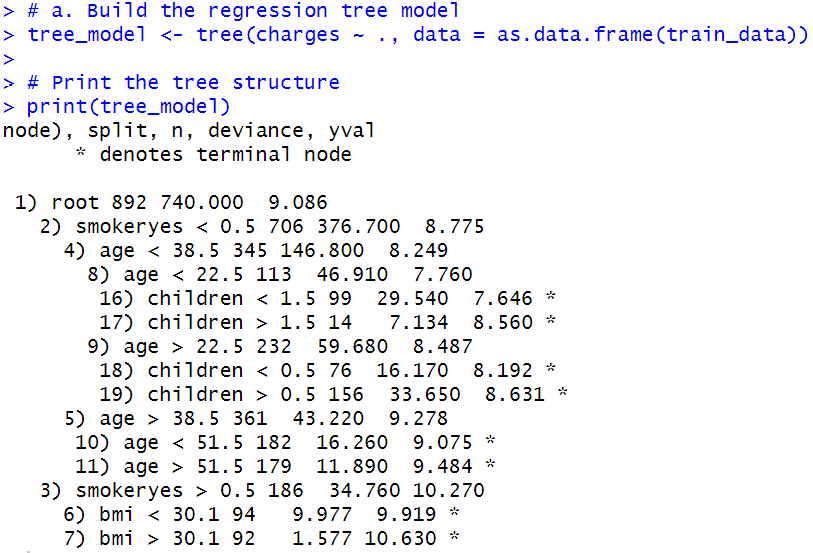 > # a. Build the regression tree model
> tree_model <- tree(charges ~ ., data = as.data.frame(train_data))
>
> # Print the tree structure
> print(tree_model)
node), split, n, deviance, yval
      * denotes terminal node

 1) root 892 740.000  9.086
   2) smokeryes < 0.5 706 376.700  8.775
     4) age < 38.5 345 146.800  8.249
       8) age < 22.5 113  46.910  7.760
        16) children < 1.5 99  29.540  7.646 *
        17) children > 1.5 14   7.134  8.560 *
       9) age > 22.5 232  59.680  8.487
        18) children < 0.5 76  16.170  8.192 *
        19) children > 0.5 156  33.650  8.631 *
     5) age > 38.5 361  43.220  9.278
      10) age < 51.5 182  16.260  9.075 *
      11) age > 51.5 179  11.890  9.484 *
   3) smokeryes > 0.5 186  34.760 10.270
     6) bmi < 30.1 94   9.977  9.919 *
     7) bmi > 30.1 92   1.577 10.630 *